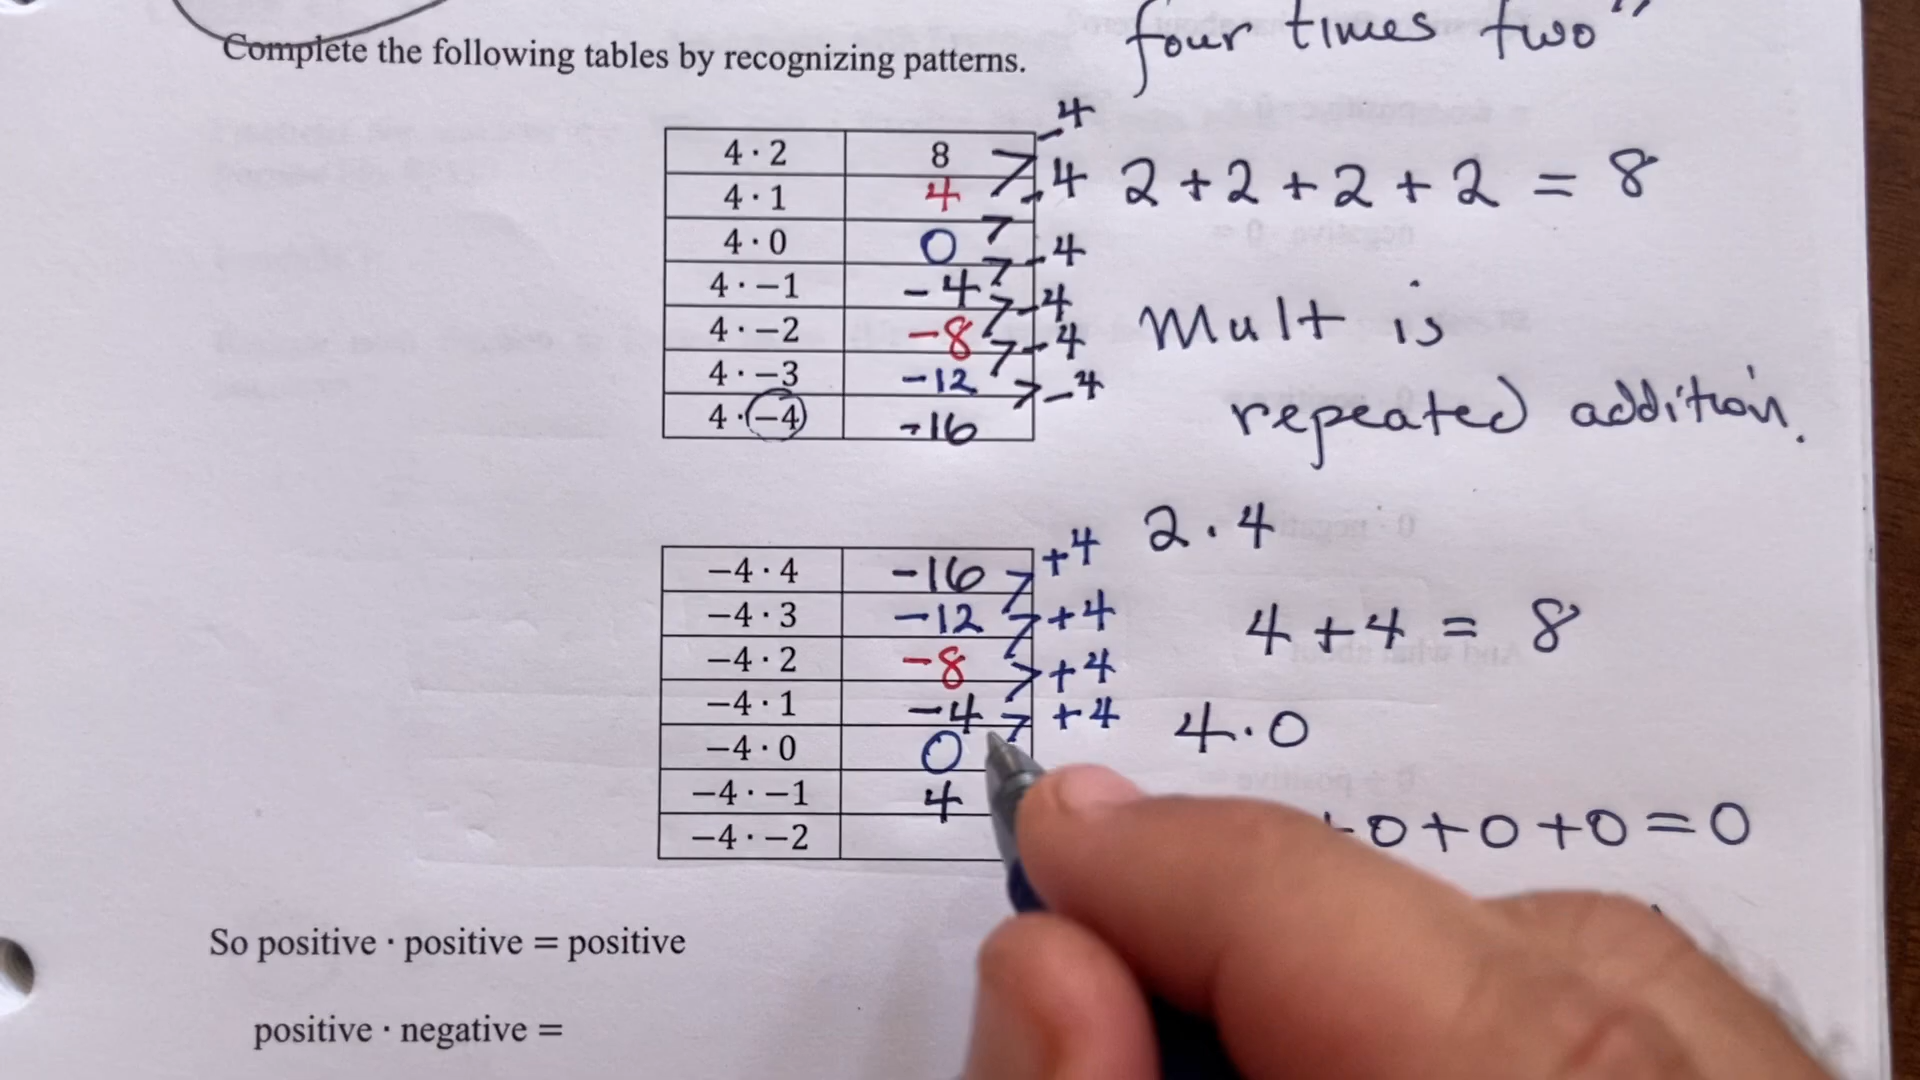 four times two"
Complete the following tables by recognizing patterns.
-4
4 · 2 8
-4 2 + 2 + 2 + 2 = 8
4 · 1 4
4 · 0 0 -4
4 · −1 -4 -4
4 · −2 -8 -4
Mult is
4 · −3 -12 -4
4 · −4 -16
repeated addition.
2 · 4
+4
−4 · 4 -16
−4 · 3 -12 +4
4 + 4 = 8
−4 · 2 -8 +4
−4 · 1 -4 +4
4 · 0
−4 · 0 0
−4 · −1 4
+0+0+0=0
−4 · −2
So positive · positive = positive
positive · negative =